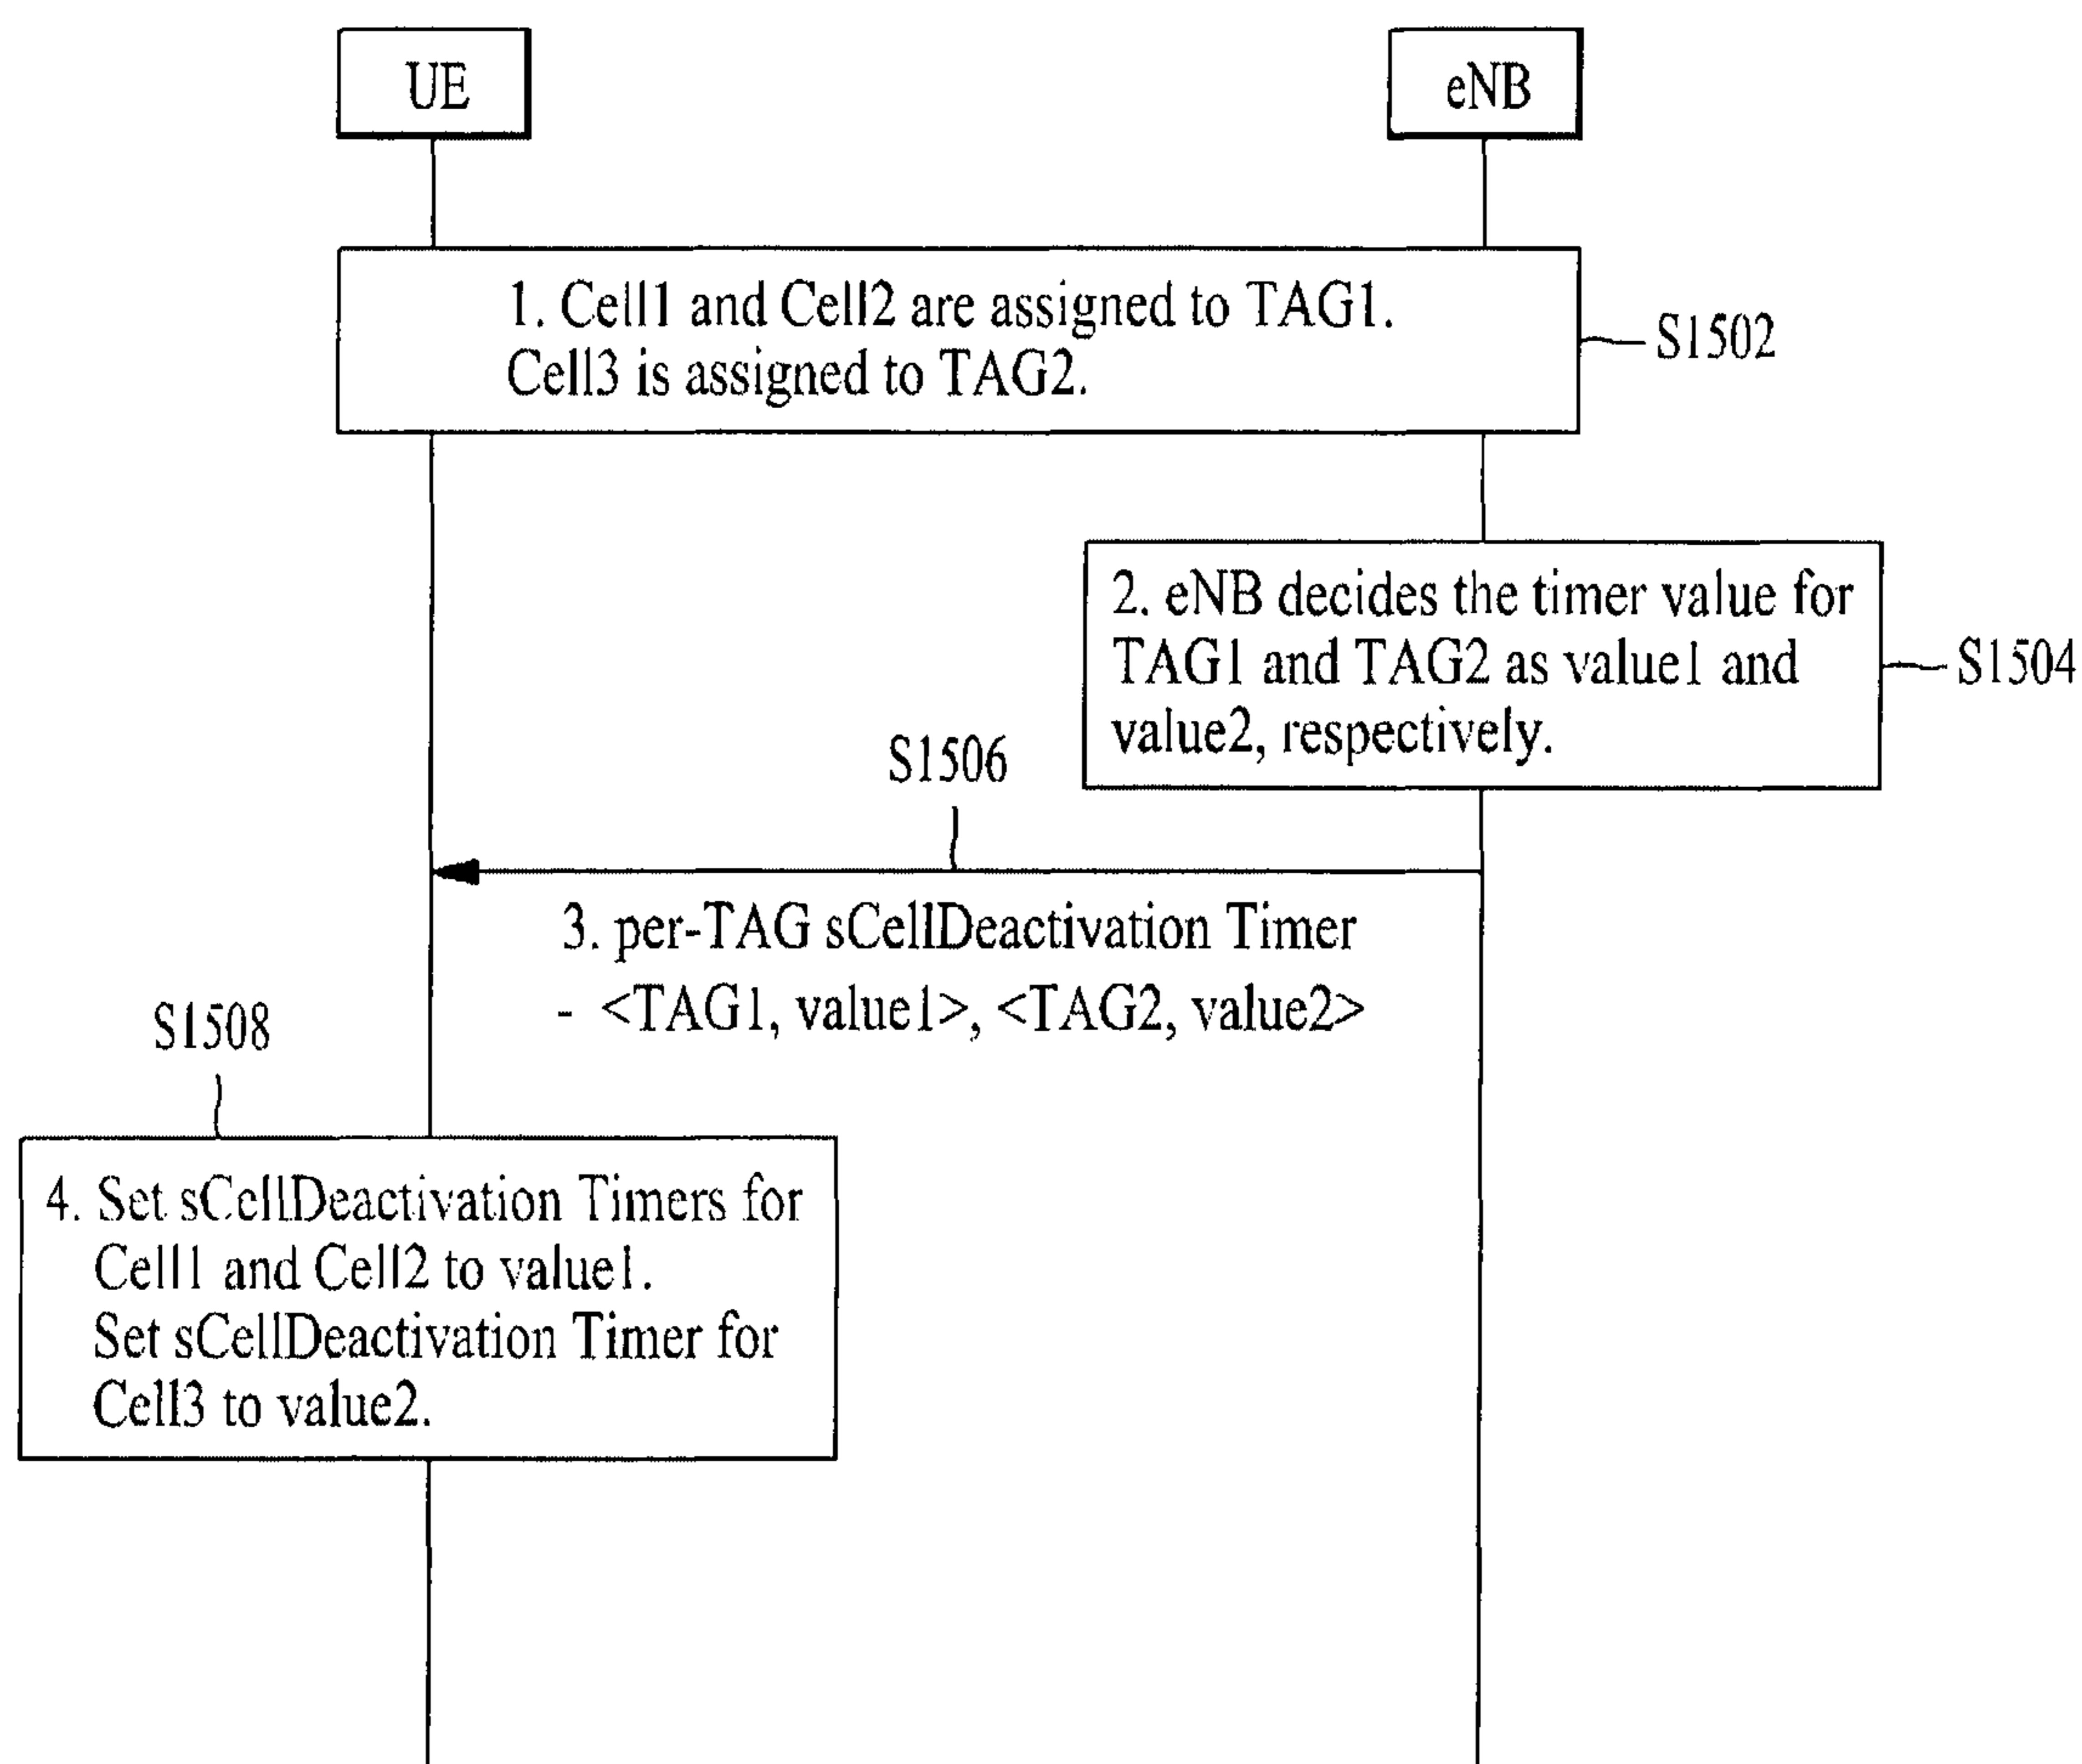 UE
eNB
1. Cell1 and Cell2 are assigned to TAG1.
Cell3 is assigned to TAG2.
S1502
2. eNB decides the timer value for
TAG1 and TAG2 as value1 and
value2, respectively.
S1504
S1506
3. per-TAG sCellDeactivation Timer
- <TAG1, value1>, <TAG2, value2>
S1508
4. Set sCellDeactivation Timers for
Cell1 and Cell2 to value1.
Set sCellDeactivation Timer for
Cell3 to value2.